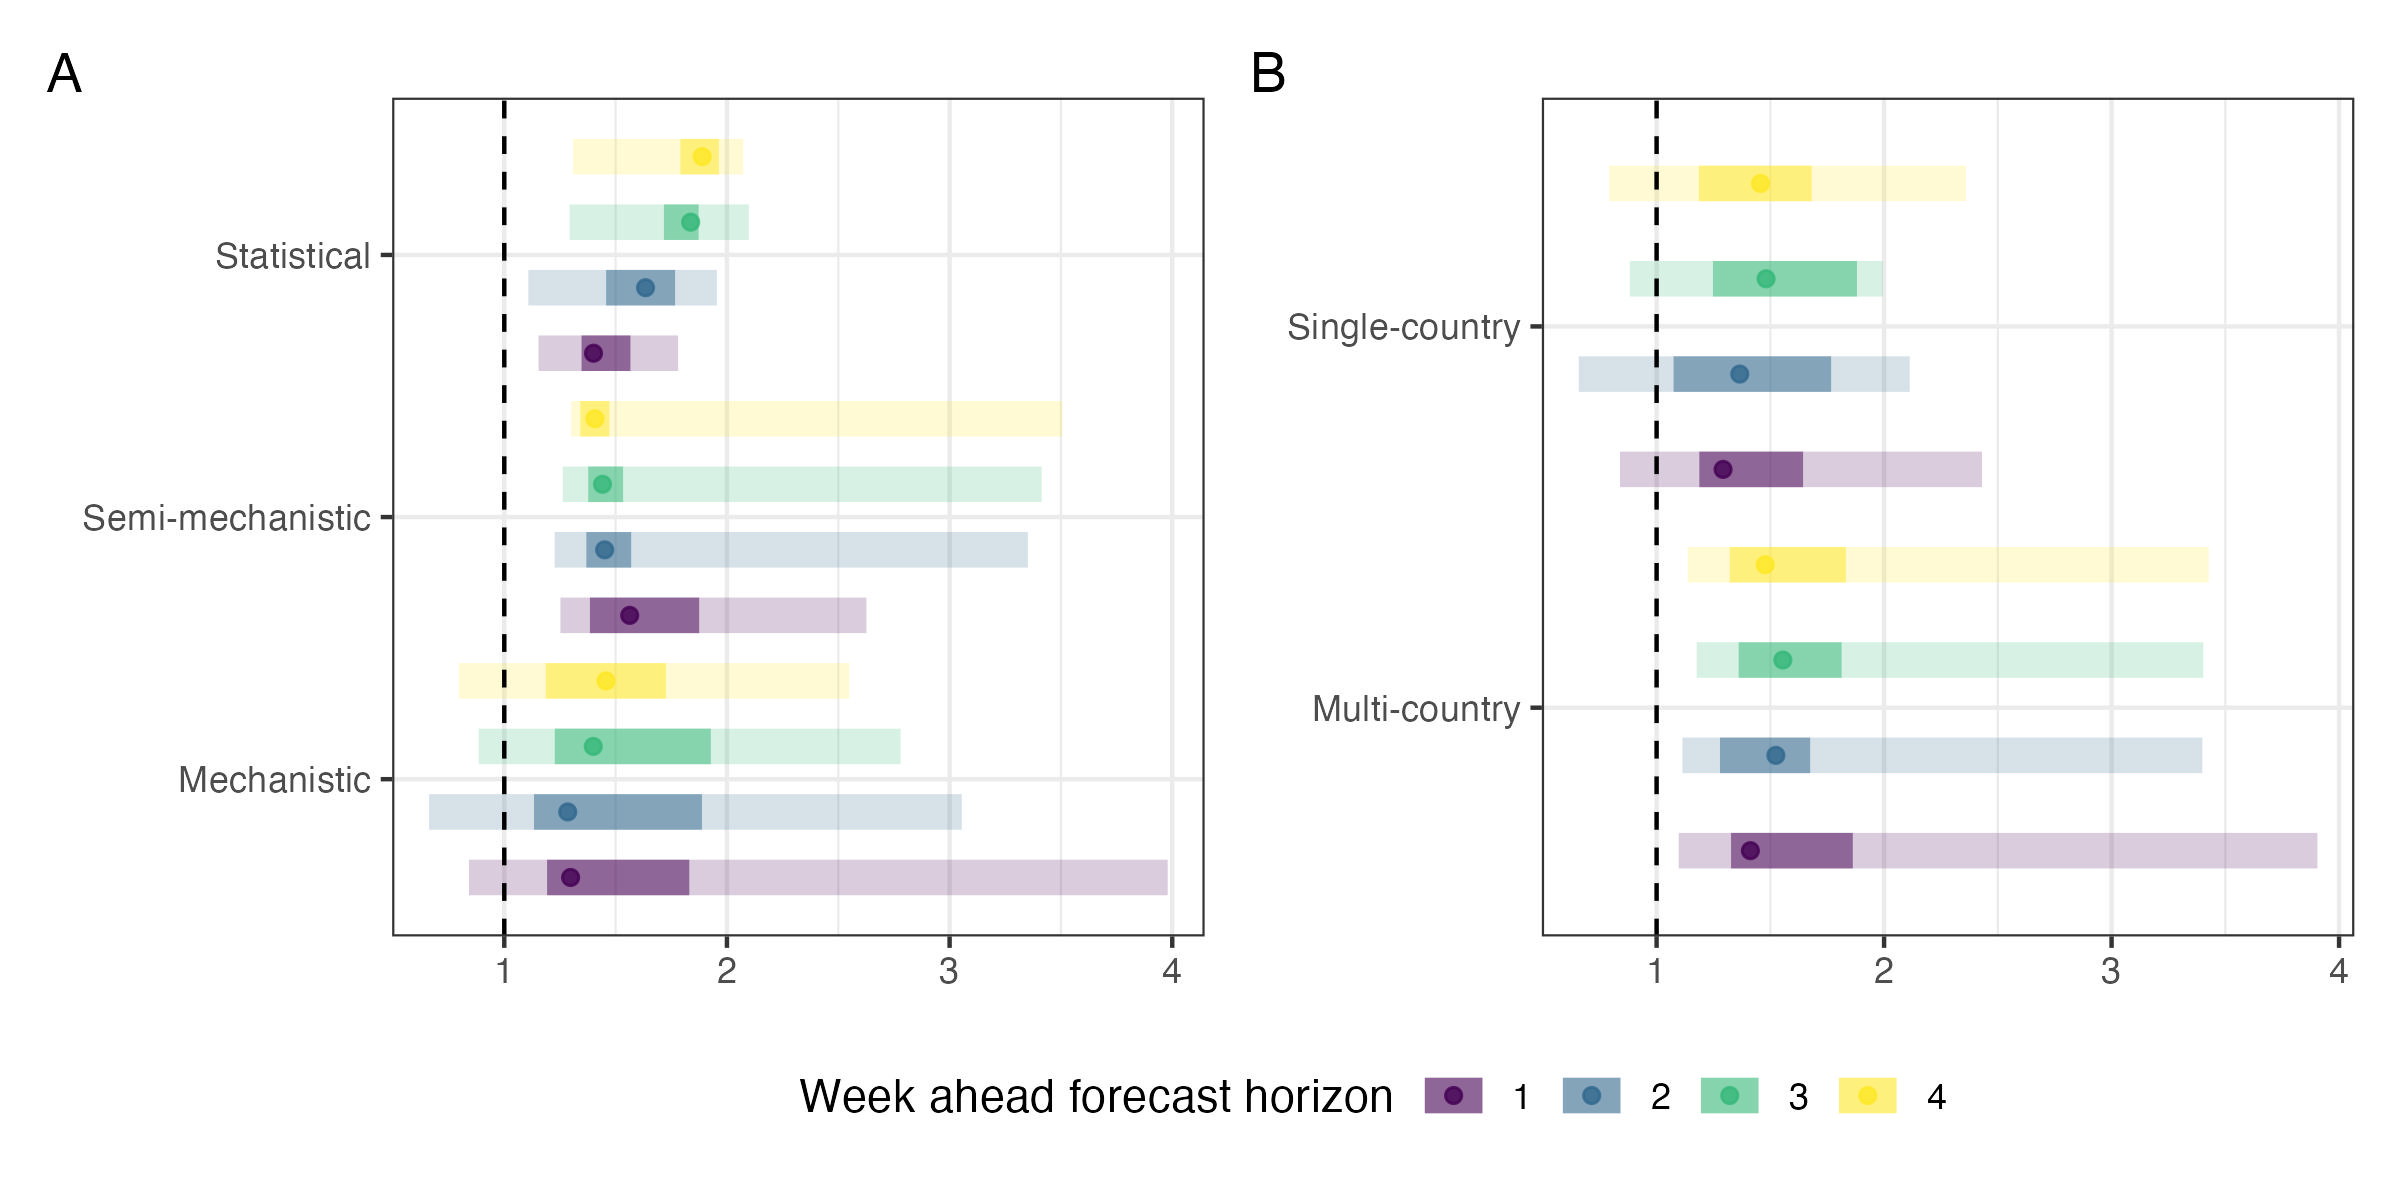 A
Statistical
Semi-mechanistic
Mechanistic
1 2 3 4
B
Single-country
Multi-country
1 2 3 4
Week ahead forecast horizon 1 2 3 4